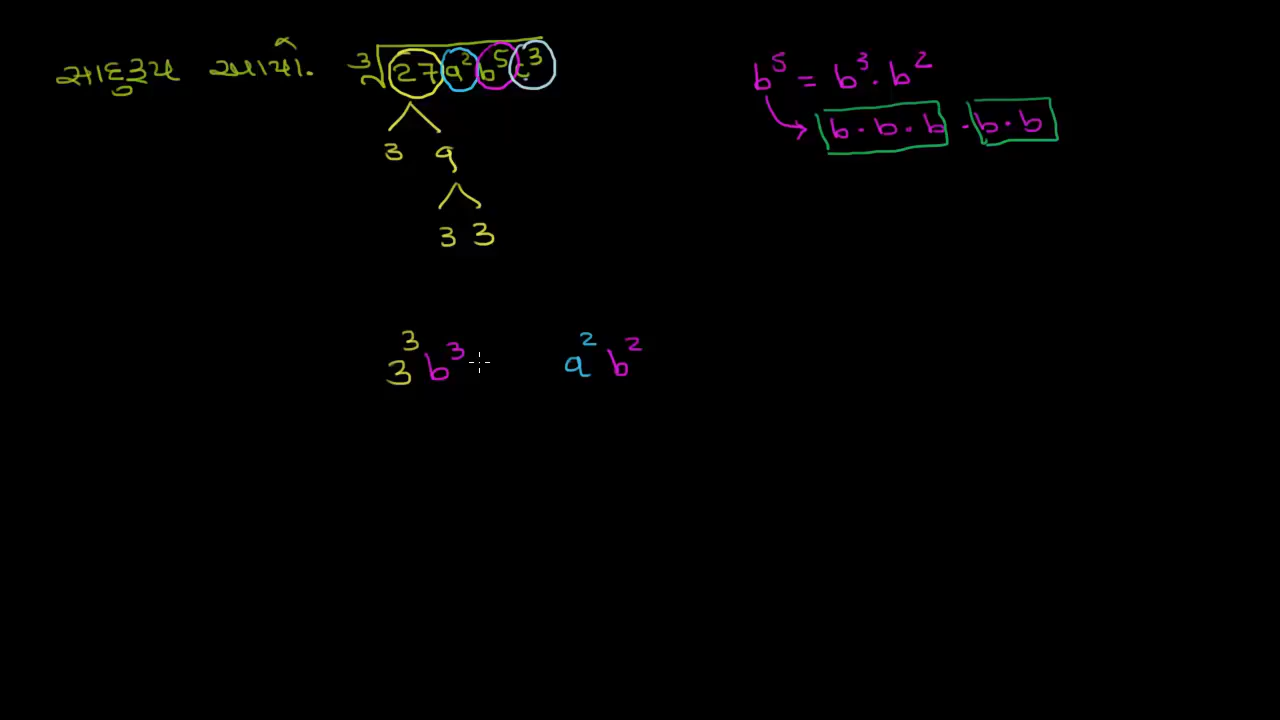 સાદુરૂપ આપો. ∛(27a²b⁵c³)
b⁵ = b³ · b²
b · b · b · b · b
3 9
3 3
3³b³ a²b²